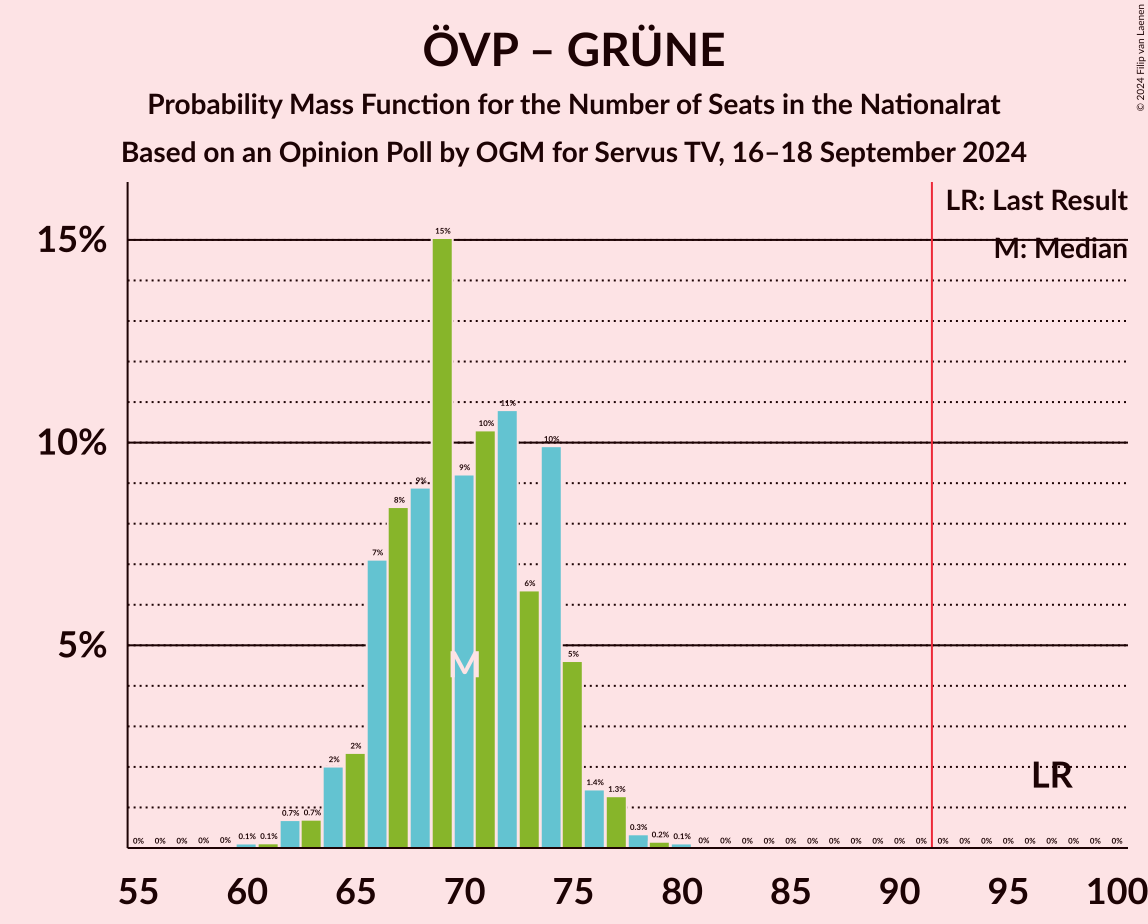 ÖVP – GRÜNE
Probability Mass Function for the Number of Seats in the Nationalrat
Based on an Opinion Poll by OGM for Servus TV, 16–18 September 2024
© 2024 Filip van Laenen
LR: Last Result
M: Median
15%
10%
5%
0% 0% 0% 0% 0% 0.1% 0.1% 0.7% 0.7% 2% 2% 7% 8% 9% 15% 9% 10% 11% 6% 10% 5% 1.4% 1.3% 0.3% 0.2% 0.1% 0% 0% 0% 0% 0% 0% 0% 0% 0% 0% 0% 0% 0% 0% 0% 0% 0% 0% 0% 0%
M
LR
55 60 65 70 75 80 85 90 95 100